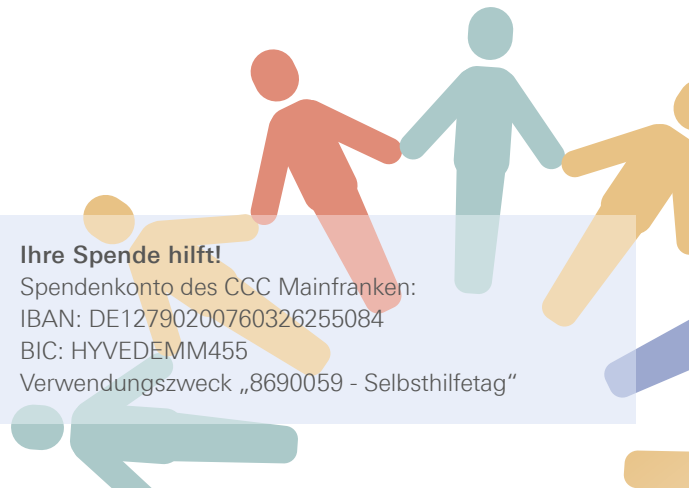 Ihre Spende hilft!
Spendenkonto des CCC Mainfranken:
IBAN: DE12790200760326255084
BIC: HYVEDEMM455
Verwendungszweck „8690059 - Selbsthilfetag“